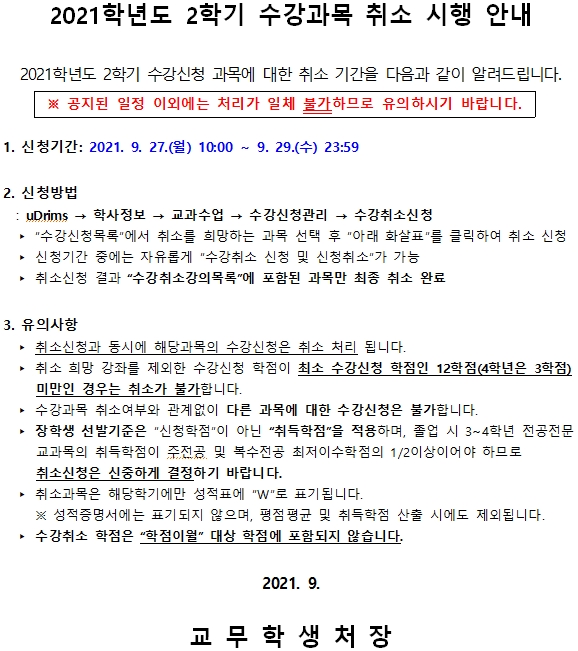 2021학년도 2학기 수강과목 취소 시행 안내
2021학년도 2학기 수강신청 과목에 대한 취소 기간을 다음과 같이 알려드립니다.
※ 공지된 일정 이외에는 처리가 일체 불가하므로 유의하시기 바랍니다.
1. 신청기간: 2021. 9. 27.(월) 10:00 ~ 9. 29.(수) 23:59
2. 신청방법
: uDrims → 학사정보 → 교과수업 → 수강신청관리 → 수강취소신청
▸ "수강신청목록"에서 취소를 희망하는 과목 선택 후 "아래 화살표"를 클릭하여 취소 신청
▸ 신청기간 중에는 자유롭게 "수강취소 신청 및 신청취소"가 가능
▸ 취소신청 결과 "수강취소강의목록"에 포함된 과목만 최종 취소 완료
3. 유의사항
▸ 취소신청과 동시에 해당과목의 수강신청은 취소 처리 됩니다.
▸ 취소 희망 강좌를 제외한 수강신청 학점이 최소 수강신청 학점인 12학점(4학년은 3학점)
미만인 경우는 취소가 불가합니다.
▸ 수강과목 취소여부와 관계없이 다른 과목에 대한 수강신청은 불가합니다.
▸ 장학생 선발기준은 "신청학점"이 아닌 "취득학점"을 적용하며, 졸업 시 3~4학년 전공전문
교과목의 취득학점이 주전공 및 복수전공 최저이수학점의 1/2이상이어야 하므로
취소신청은 신중하게 결정하기 바랍니다.
▸ 취소과목은 해당학기에만 성적표에 "W"로 표기됩니다.
※ 성적증명서에는 표기되지 않으며, 평점평균 및 취득학점 산출 시에도 제외됩니다.
▸ 수강취소 학점은 "학점이월" 대상 학점에 포함되지 않습니다.
2021. 9.
교 무 학 생 처 장